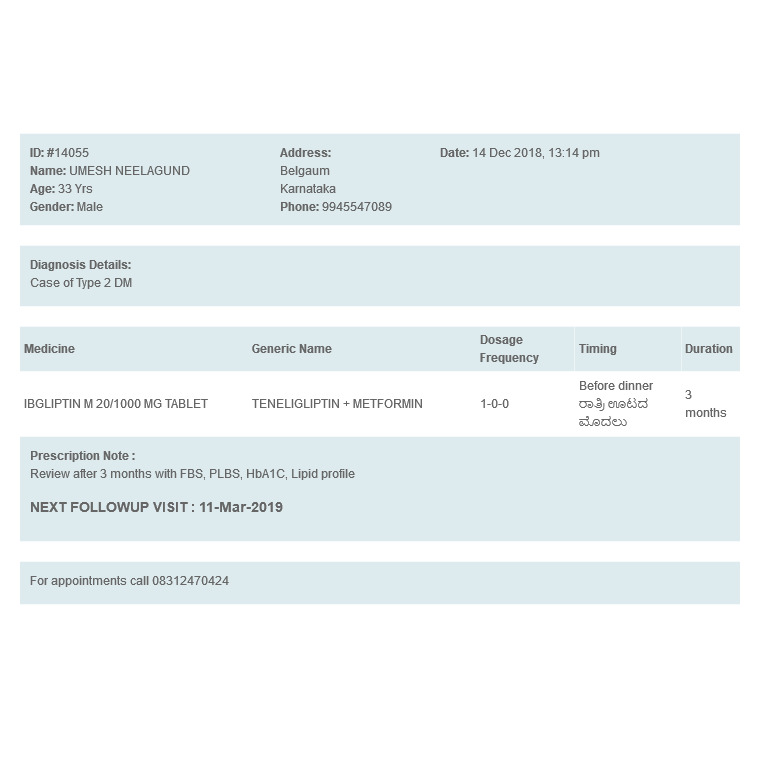 ID: #14055
Name: UMESH NEELAGUND
Age: 33 Yrs
Gender: Male
Address:
Belgaum
Karnataka
Phone: 9945547089
Date: 14 Dec 2018, 13:14 pm
Diagnosis Details:
Case of Type 2 DM
Medicine Generic Name Dosage Frequency Timing Duration
IBGLIPTIN M 20/1000 MG TABLET TENELIGLIPTIN + METFORMIN 1-0-0 Before dinner ರಾತ್ರಿ ಊಟದ ಮೊದಲು 3 months
Prescription Note :
Review after 3 months with FBS, PLBS, HbA1C, Lipid profile
NEXT FOLLOWUP VISIT : 11-Mar-2019
For appointments call 08312470424